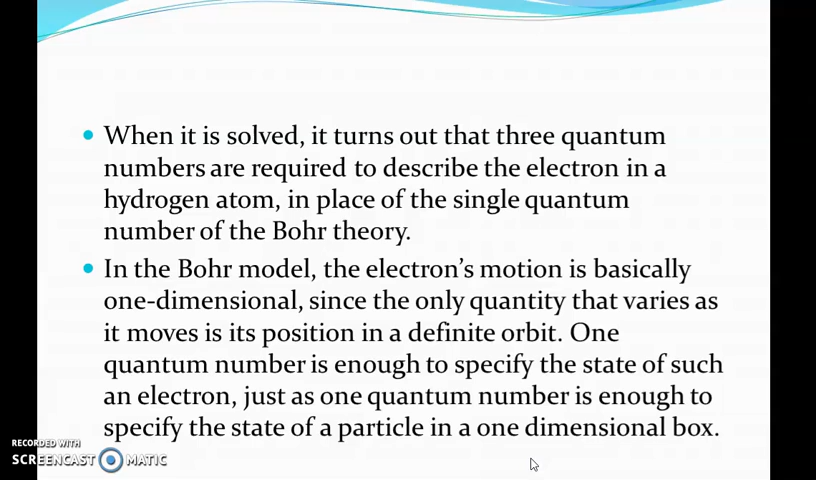 When it is solved, it turns out that three quantum
numbers are required to describe the electron in a
hydrogen atom, in place of the single quantum
number of the Bohr theory.
In the Bohr model, the electron's motion is basically
one-dimensional, since the only quantity that varies as
it moves is its position in a definite orbit. One
quantum number is enough to specify the state of such
an electron, just as one quantum number is enough to
specify the state of a particle in a one dimensional box.
RECORDED WITH
SCREENCAST MATIC